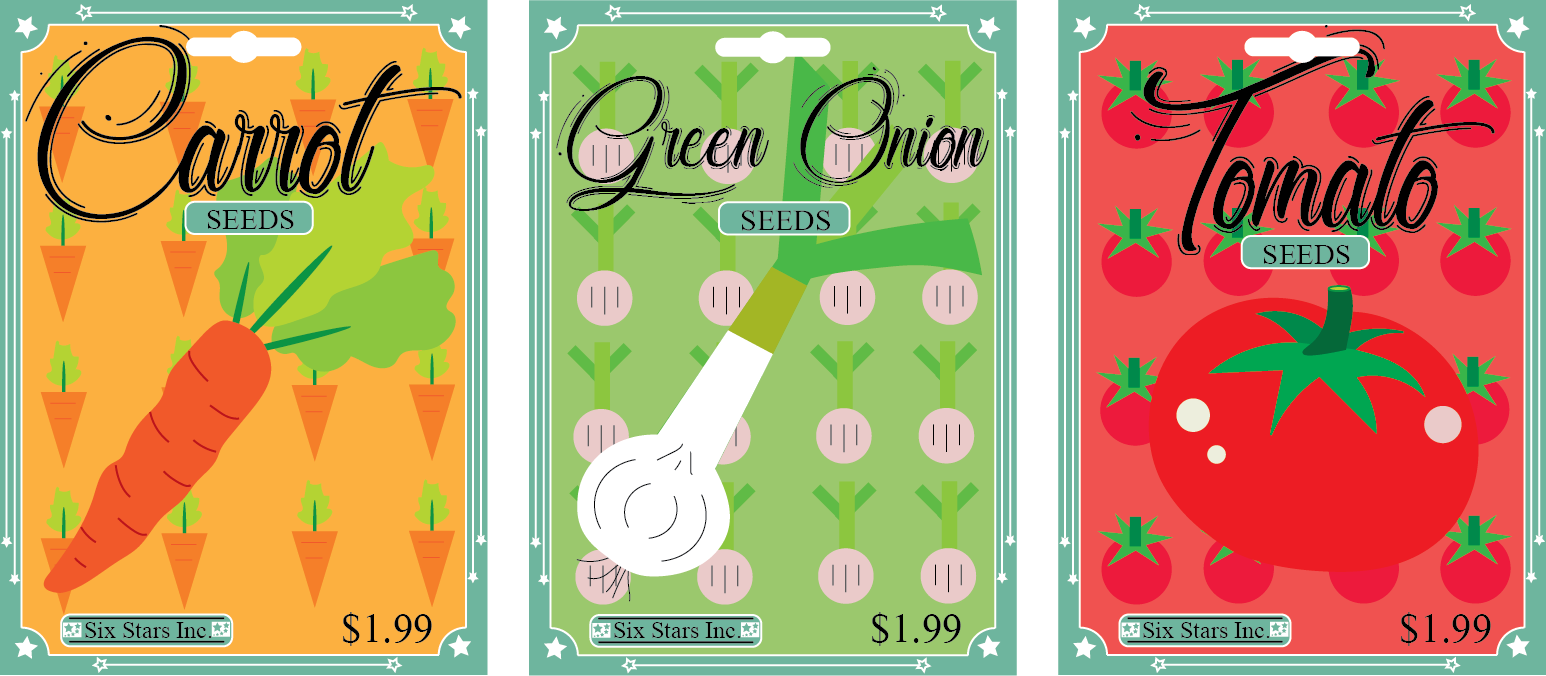 Carrot
SEEDS
Six Stars Inc.
$1.99
Green Onion
SEEDS
Six Stars Inc.
$1.99
Tomato
SEEDS
Six Stars Inc.
$1.99